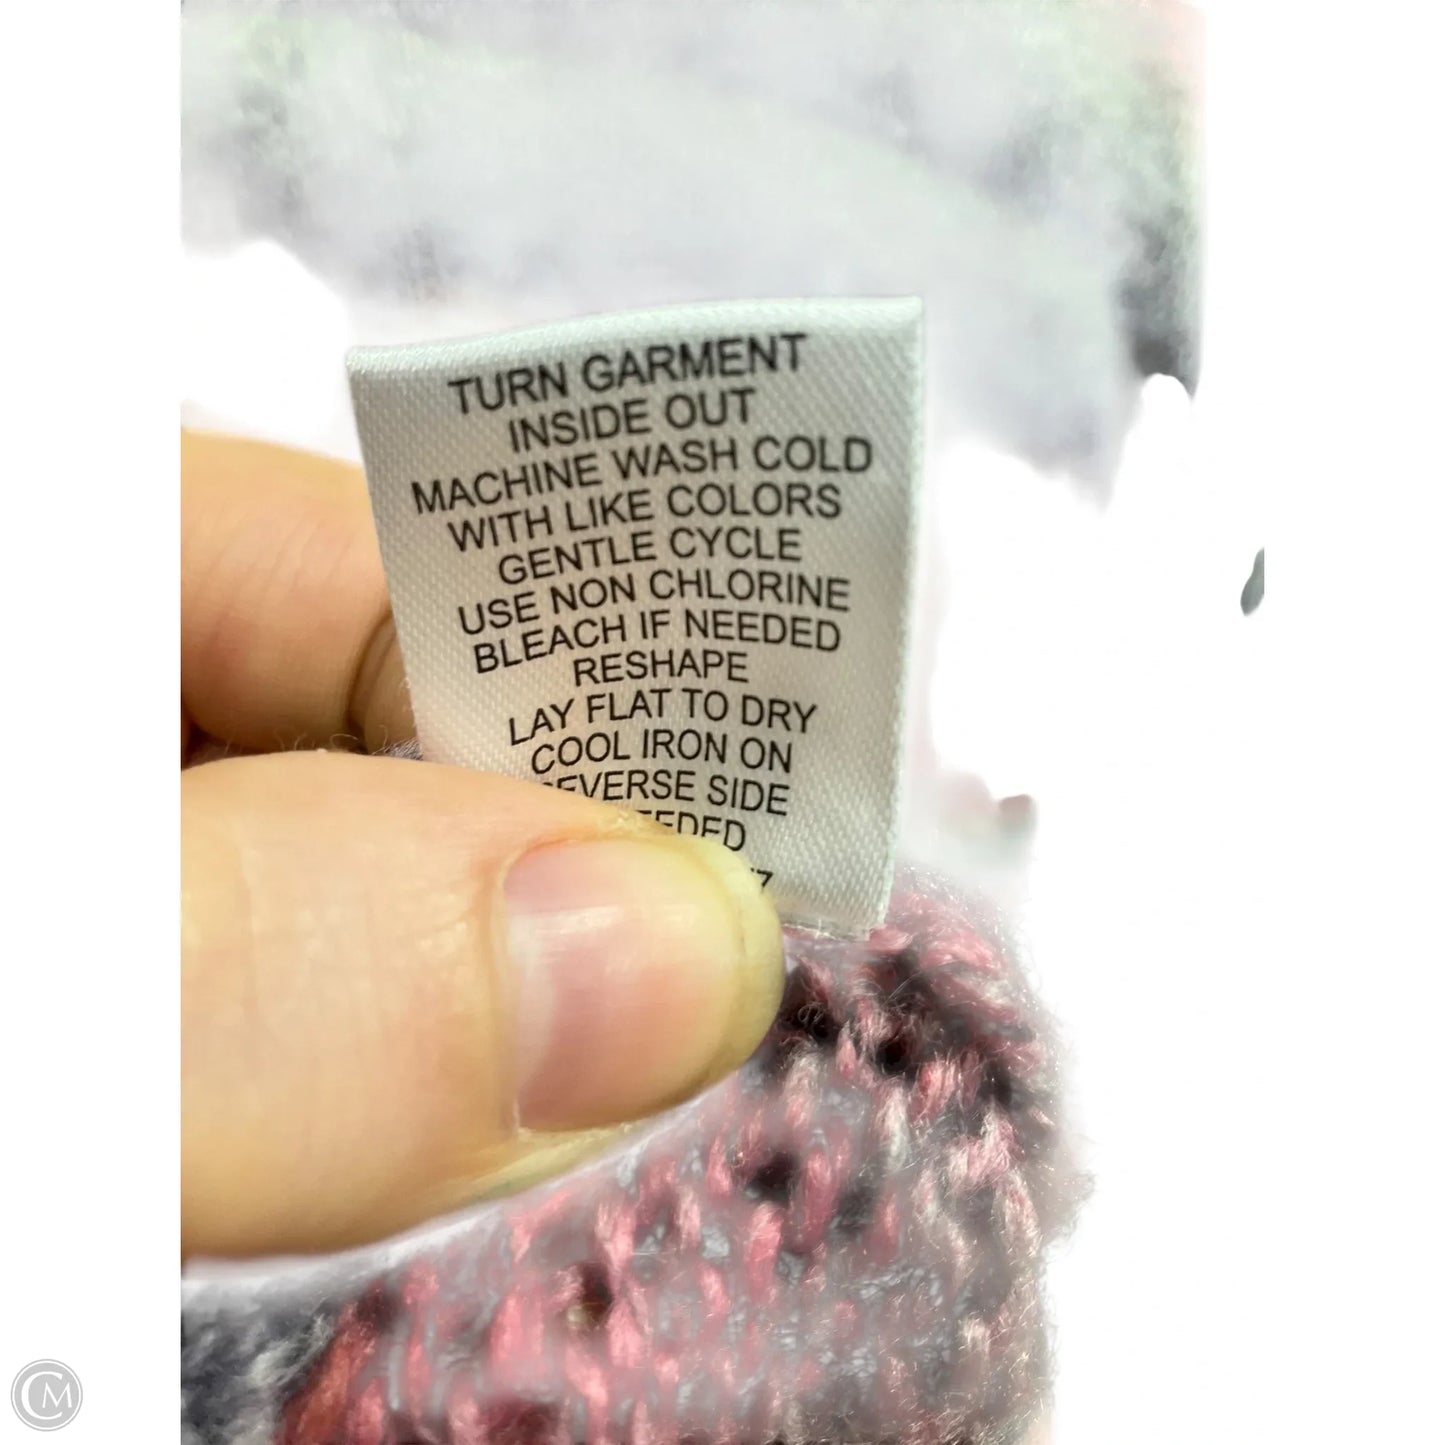 TURN GARMENT
INSIDE OUT
MACHINE WASH COLD
WITH LIKE COLORS
GENTLE CYCLE
USE NON CHLORINE
BLEACH IF NEEDED
RESHAPE
LAY FLAT TO DRY
COOL IRON ON
SIDE
CM